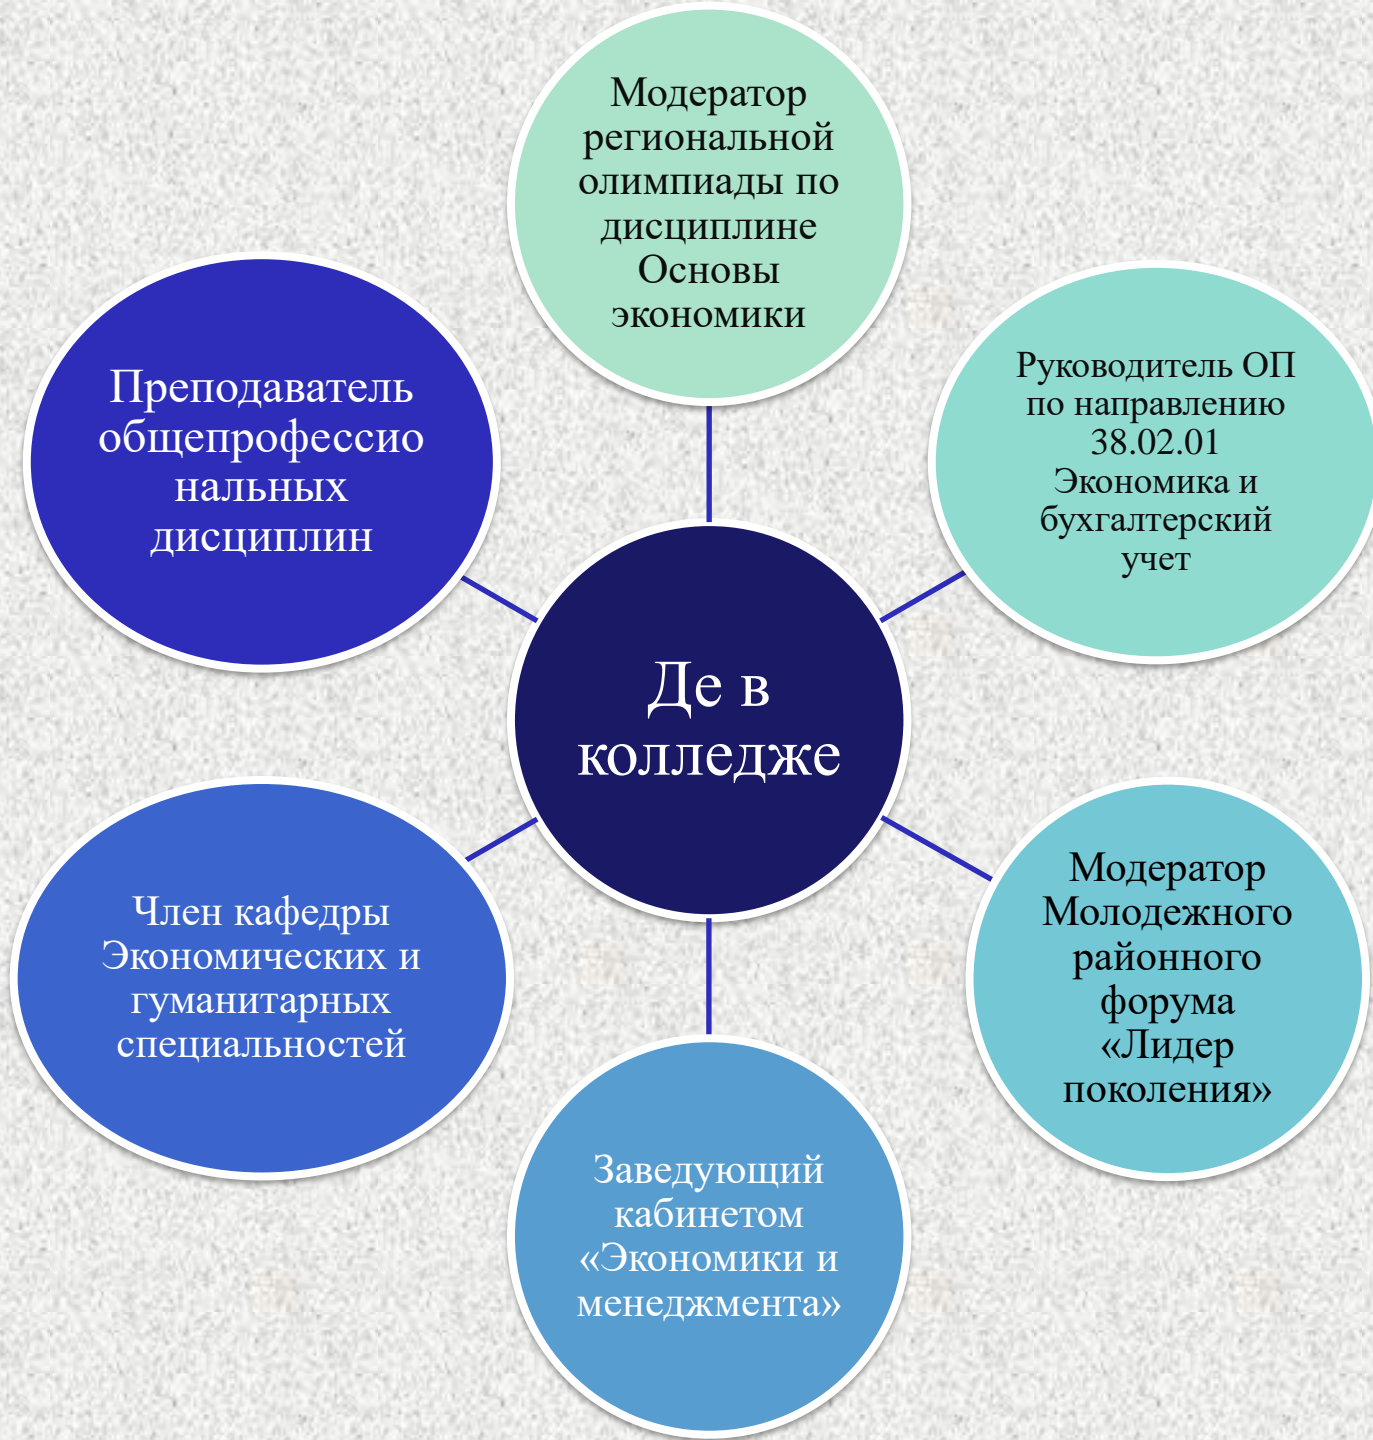 Модератор
региональной
олимпиады по
дисциплине
Основы
экономики
Руководитель ОП
по направлению
38.02.01
Экономика и
бухгалтерский
учет
Преподаватель
общепрофессио
нальных
дисциплин
Де в
колледже
Модератор
Молодежного
районного
форума
«Лидер
поколения»
Член кафедры
Экономических и
гуманитарных
специальностей
Заведующий
кабинетом
«Экономики и
менеджмента»